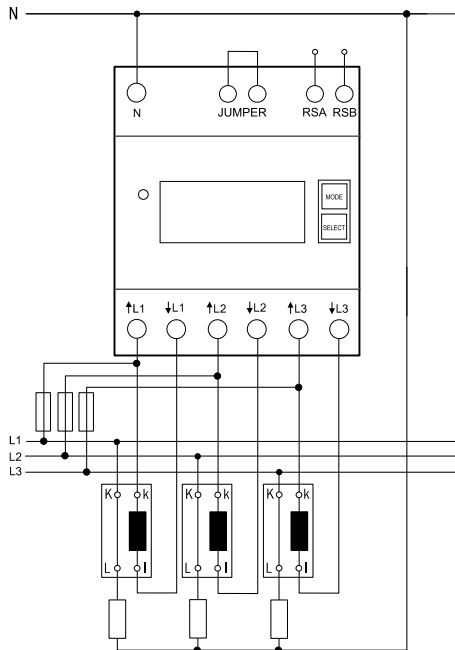 N
N JUMPER RSA RSB
MODE
SELECT
↑L1 ↓L1 ↑L2 ↓L2 ↑L3 ↓L3
L1
L2
L3
K k K k K k
L l L l L l